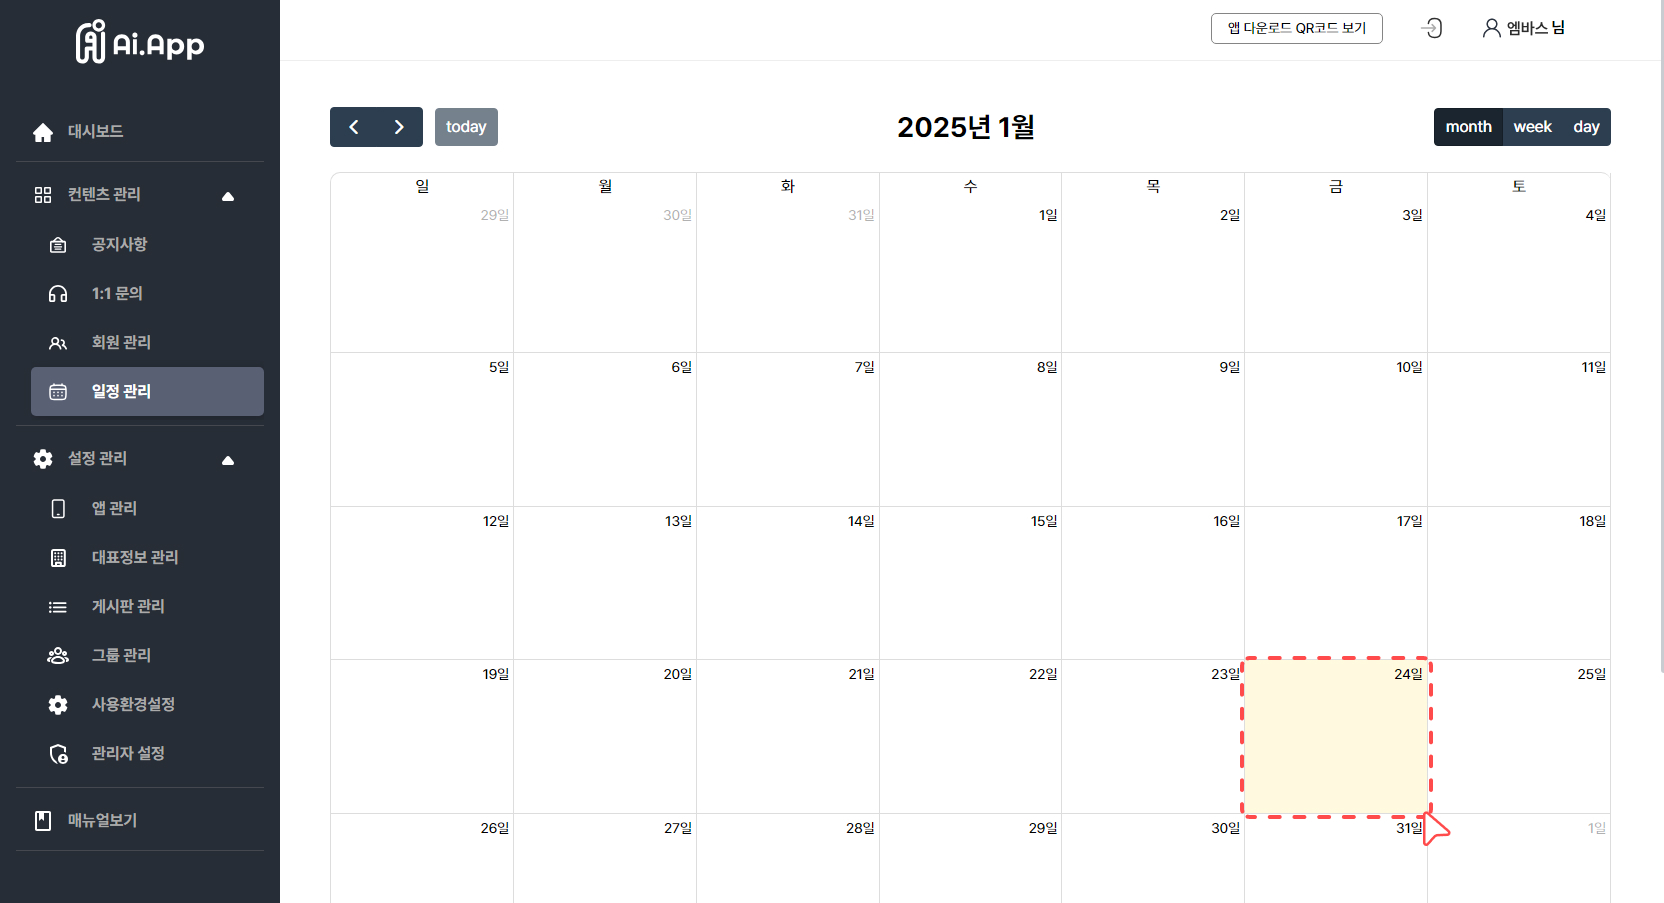 Ai.App
앱 다운로드 QR코드 보기
엠바스 님
대시보드
컨텐츠 관리
공지사항
1:1 문의
회원 관리
일정 관리
설정 관리
앱 관리
대표정보 관리
게시판 관리
그룹 관리
사용환경설정
관리자 설정
매뉴얼보기
today
2025년 1월
month week day
일 월 화 수 목 금 토
29일 30일 31일 1일 2일 3일 4일
5일 6일 7일 8일 9일 10일 11일
12일 13일 14일 15일 16일 17일 18일
19일 20일 21일 22일 23일 24일 25일
26일 27일 28일 29일 30일 31일 1일